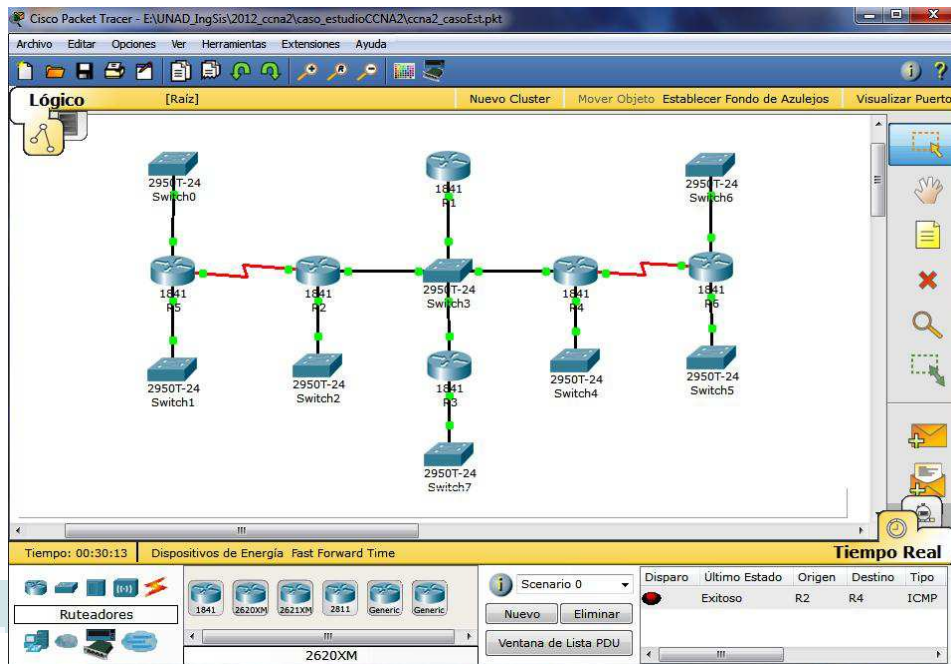 Cisco Packet Tracer - E:\UNAD_IngSis\2012_ccna2\caso_estudioCCNA2\ccna2_casoEst.pkt
Archivo Editar Opciones Ver Herramientas Extensiones Ayuda
Lógico [Raíz] Nuevo Cluster Mover Objeto Establecer Fondo de Azulejos Visualizar Puerto
2950T-24
Switch0
1841
R1
2950T-24
Switch6
1841
R5
1841
R2
2950T-24
Switch3
1841
R4
1841
R6
2950T-24
Switch1
2950T-24
Switch2
1841
R3
2950T-24
Switch4
2950T-24
Switch5
2950T-24
Switch7
Tiempo: 00:30:13 Dispositivos de Energía Fast Forward Time Tiempo Real
Ruteadores
1841 2620XM 2621XM 2811 Generic Generic
2620XM
Scenario 0
Nuevo Eliminar
Ventana de Lista PDU
Disparo Último Estado Origen Destino Tipo
Exitoso R2 R4 ICMP